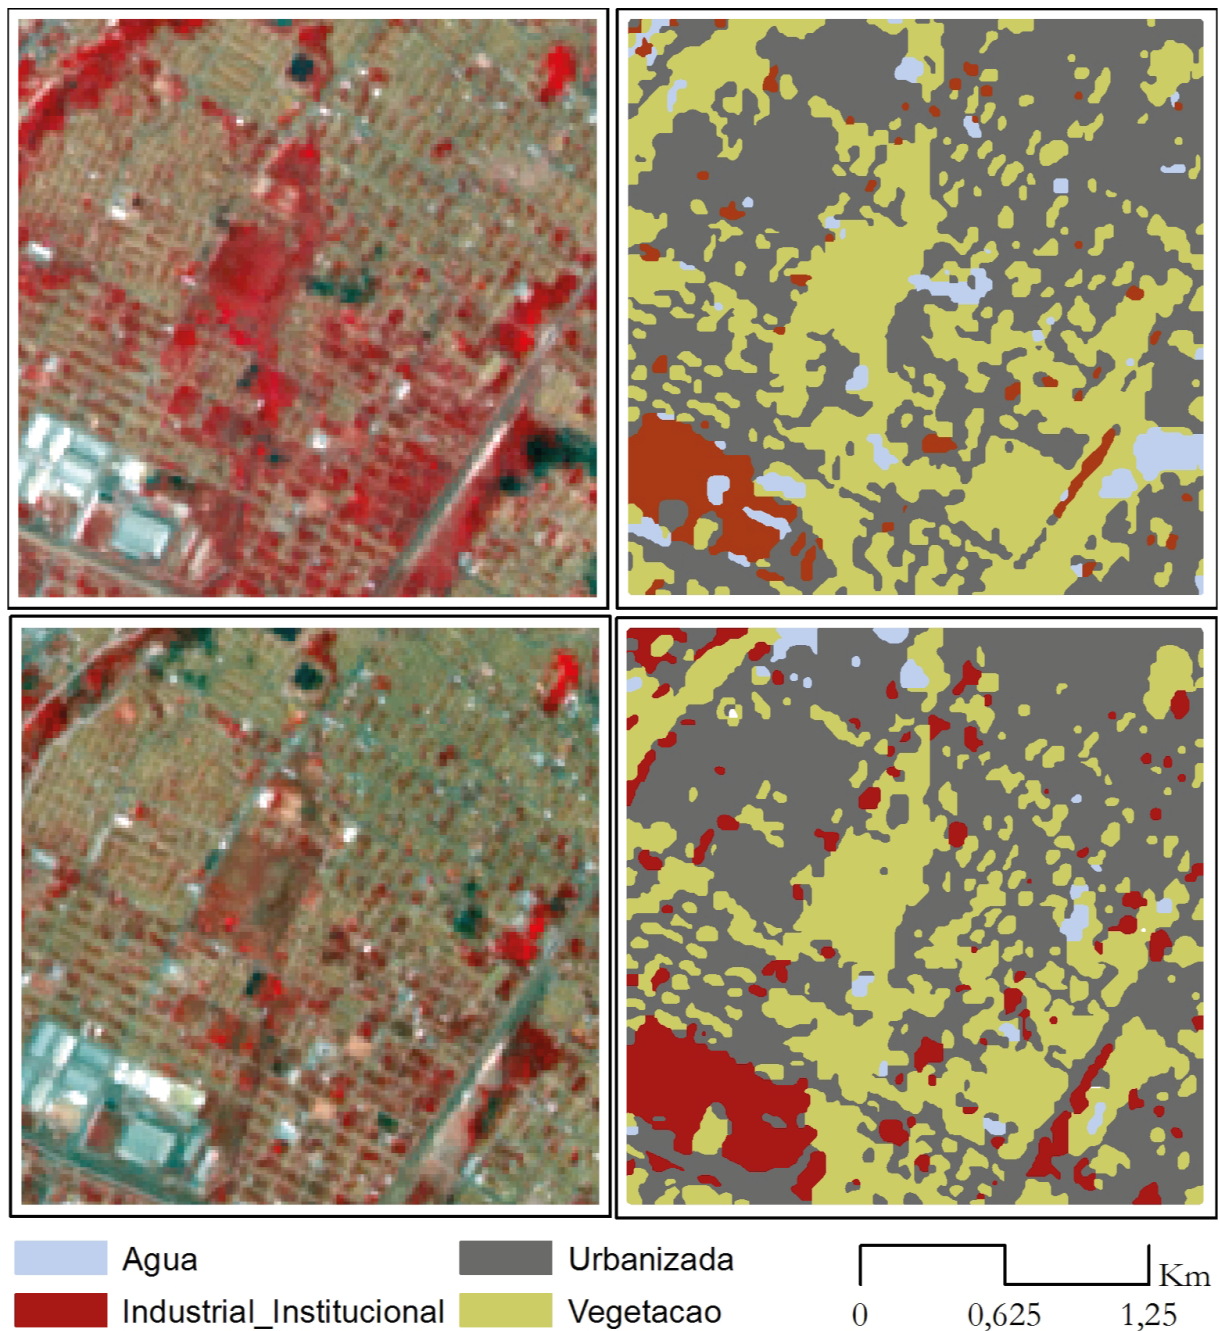 Agua
Urbanizada
Industrial_Institucional
Vegetacao
Km
0 0,625 1,25